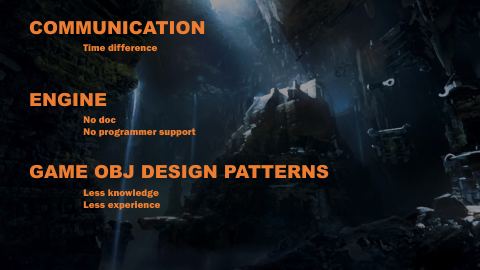 COMMUNICATION
Time difference
ENGINE
No doc
No programmer support
GAME OBJ DESIGN PATTERNS
Less knowledge
Less experience